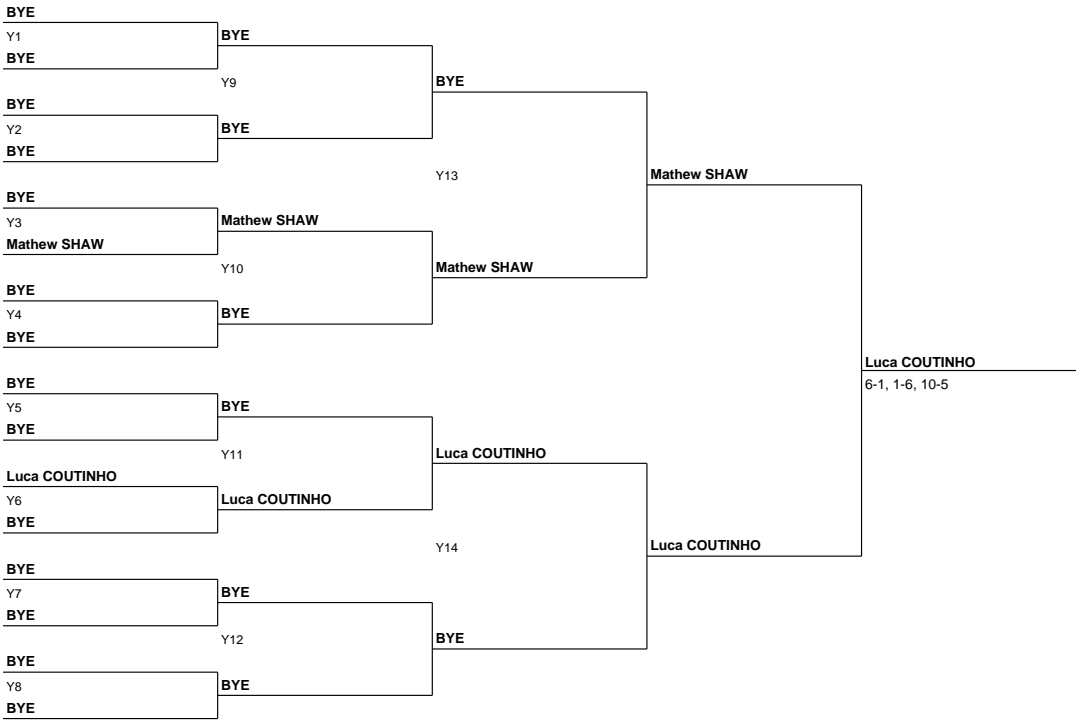 BYE
Y1
BYE
BYE
Y9
BYE
BYE
Y2
BYE
BYE
Y13
Mathew SHAW
BYE
Y3
Mathew SHAW
Mathew SHAW
Y10
Mathew SHAW
BYE
Y4
BYE
BYE
Luca COUTINHO
6-1, 1-6, 10-5
BYE
Y5
BYE
BYE
Y11
Luca COUTINHO
Luca COUTINHO
Y6
Luca COUTINHO
BYE
Y14
Luca COUTINHO
BYE
Y7
BYE
BYE
Y12
BYE
BYE
Y8
BYE
BYE